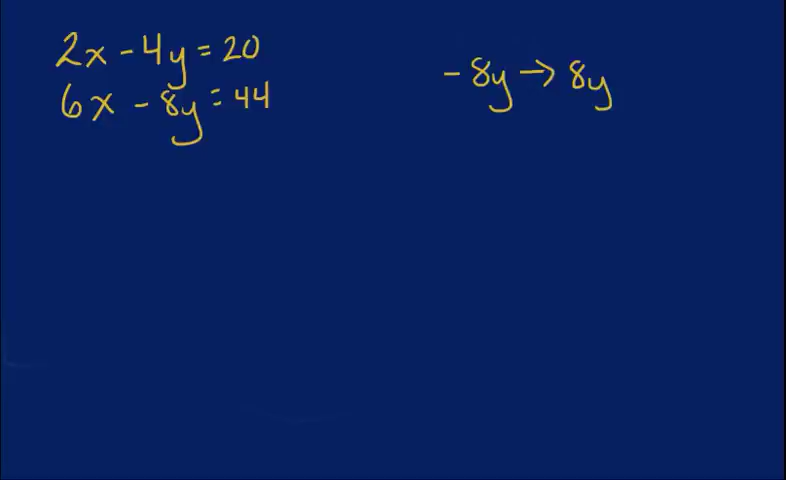 2x - 4y = 20
6x - 8y = 44
-8y → 8y